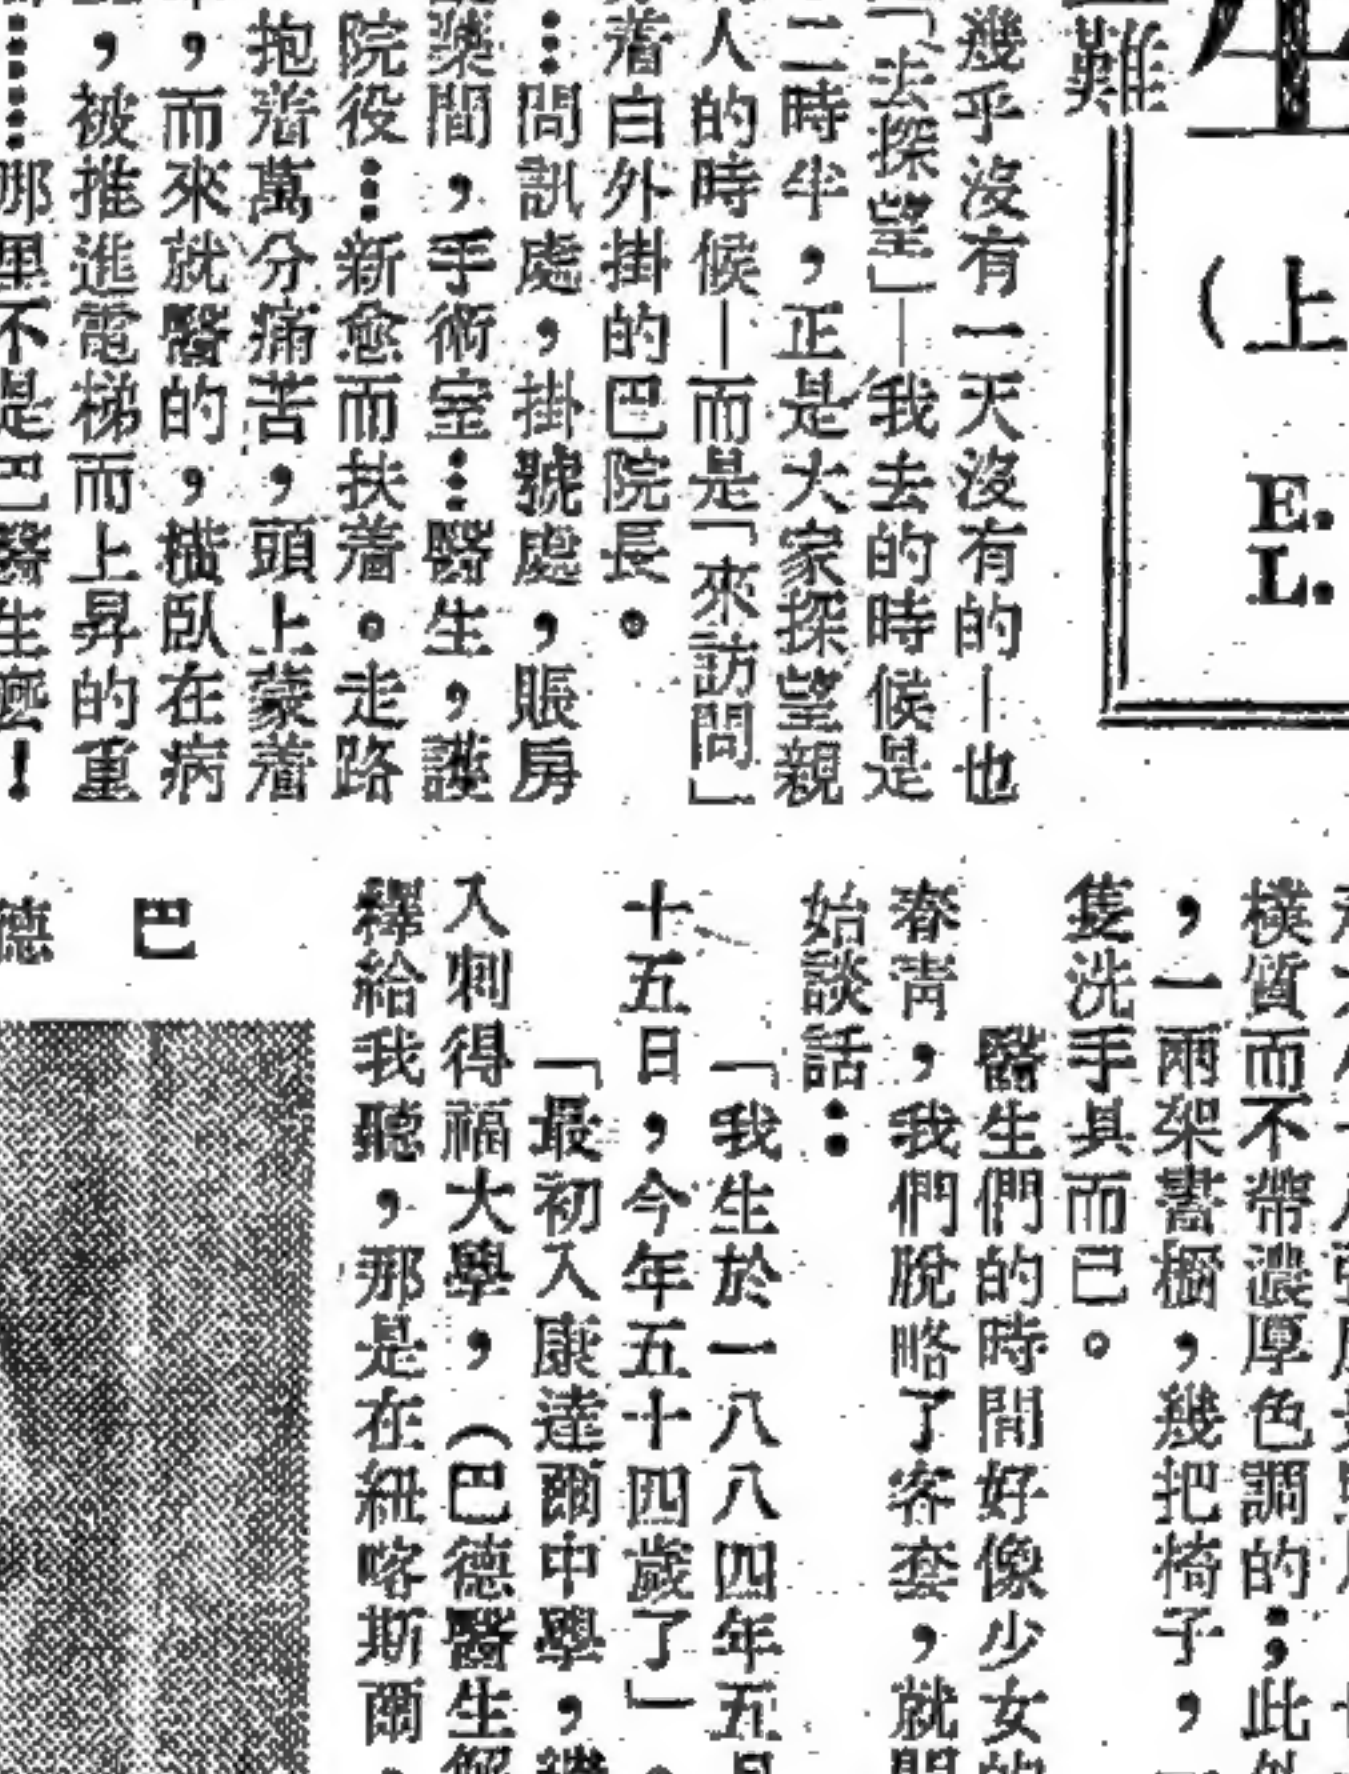 生
難
（上
E.
L.
幾乎沒有一天沒有的—也
「去探望」—我去的時候是
二時半，正是大家探望親
人的時候—而是「來訪問」
着白外掛的巴院長。
…問訊處，掛號處，賬房
藥間，手術室…醫生，護
院役…新愈而扶着。走路
抱着萬分痛苦，頭上蒙着
，而來就醫的，橫臥在病
，被推進電梯而上昇的重
……那里不是巴醫生麼！
樸質而不帶濃厚色調的；此
，一兩架書櫥，幾把椅子，
隻洗手具而已。
醫生們的時間好像少女的
春青，我們脫略了客套，就開
始談話：
「我生於一八八四年五月
十五日，今年五十四歲了」。
「最初入康達爾中學，
入刺得福大學，（巴德醫生解
釋給我聽，那是在紐喀斯爾，
巴
德